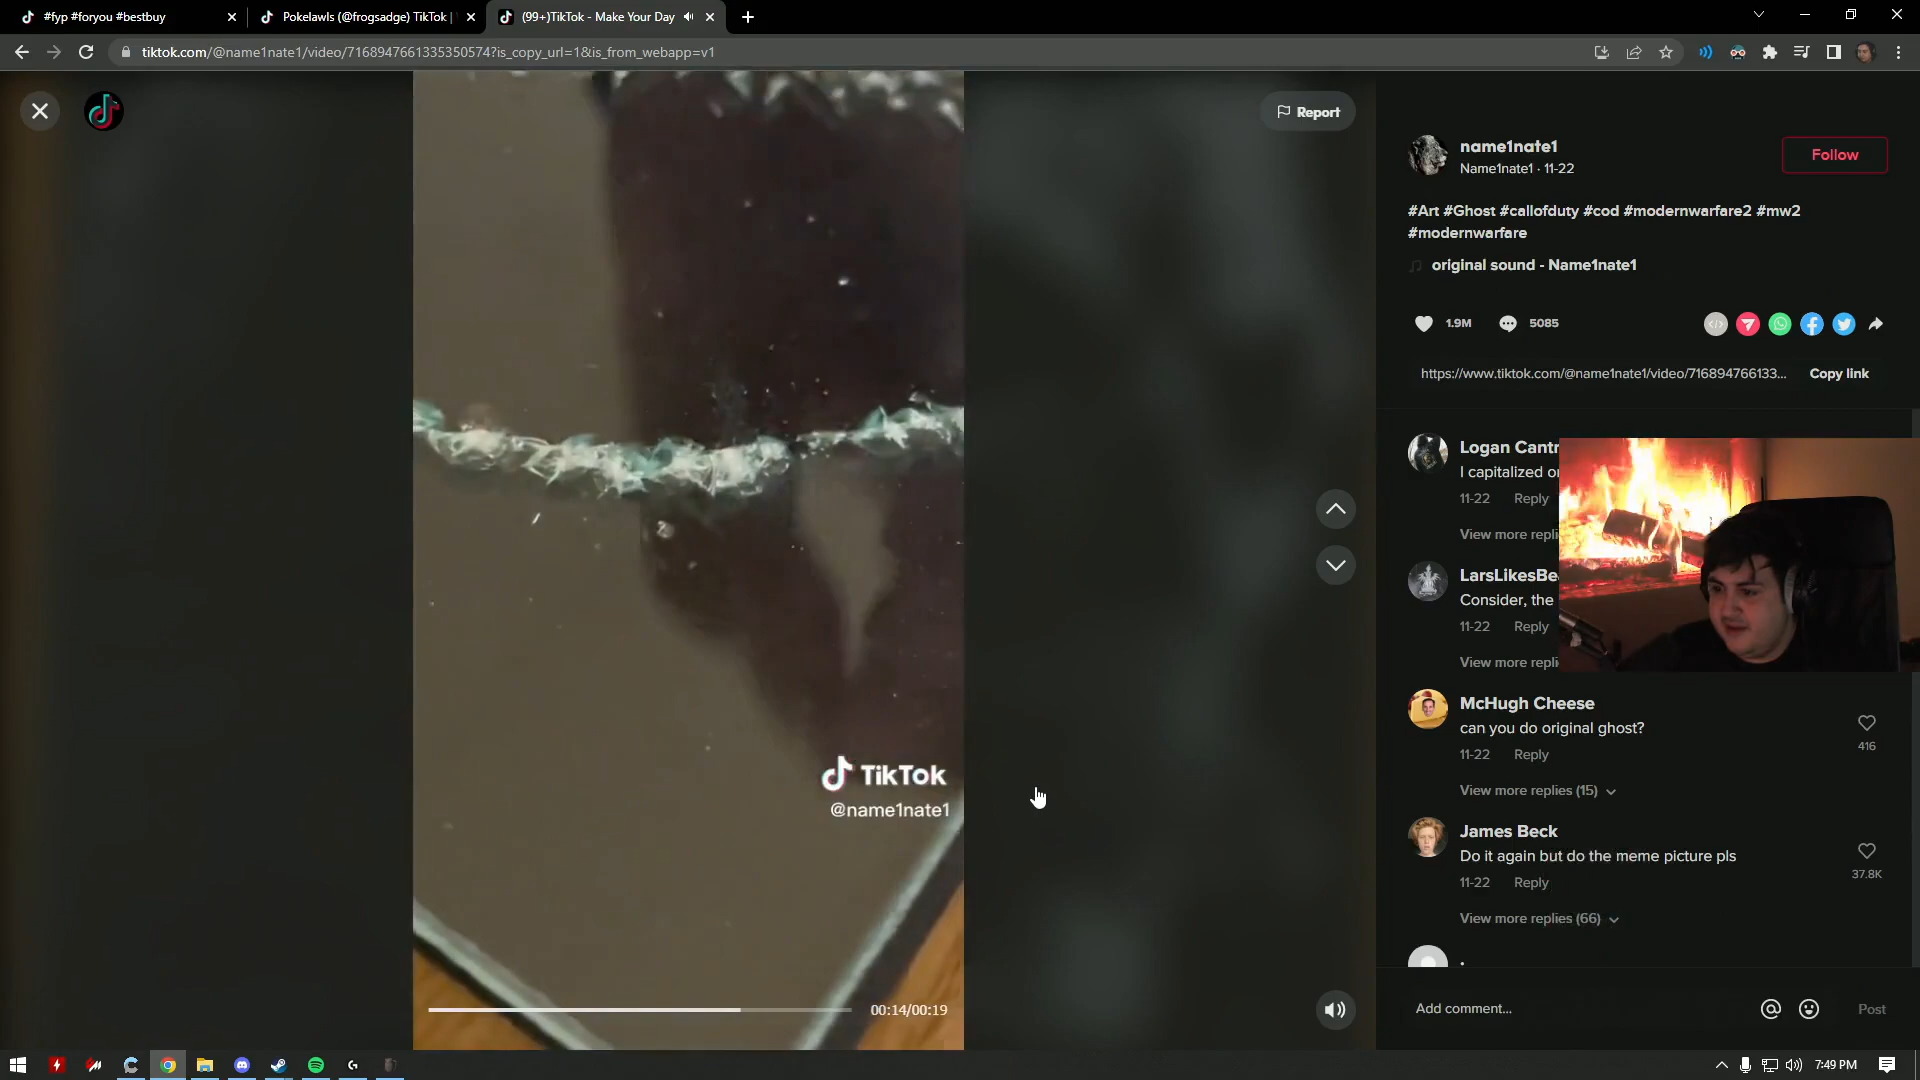 #fyp #foryou #bestbuy
Pokelawls (@frogsadge) TikTok |
(99+)TikTok - Make Your Day
tiktok.com/@name1nate1/video/7168947661335350574?is_copy_url=1&is_from_webapp=v1
Report
name1nate1
Name1nate1 · 11-22
Follow
#Art #Ghost #callofduty #cod #modernwarfare2 #mw2
#modernwarfare
original sound - Name1nate1
1.9M
5085
https://www.tiktok.com/@name1nate1/video/716894766133...
Copy link
Logan Cantr
I capitalized
11-22 Reply
View more repli
LarsLikesBe
Consider, the
11-22 Reply
View more repli
McHugh Cheese
can you do original ghost?
416
11-22 Reply
View more replies (15)
James Beck
Do it again but do the meme picture pls
37.8K
11-22 Reply
View more replies (66)
TikTok
@name1nate1
00:14/00:19
Add comment...
Post
7:49 PM